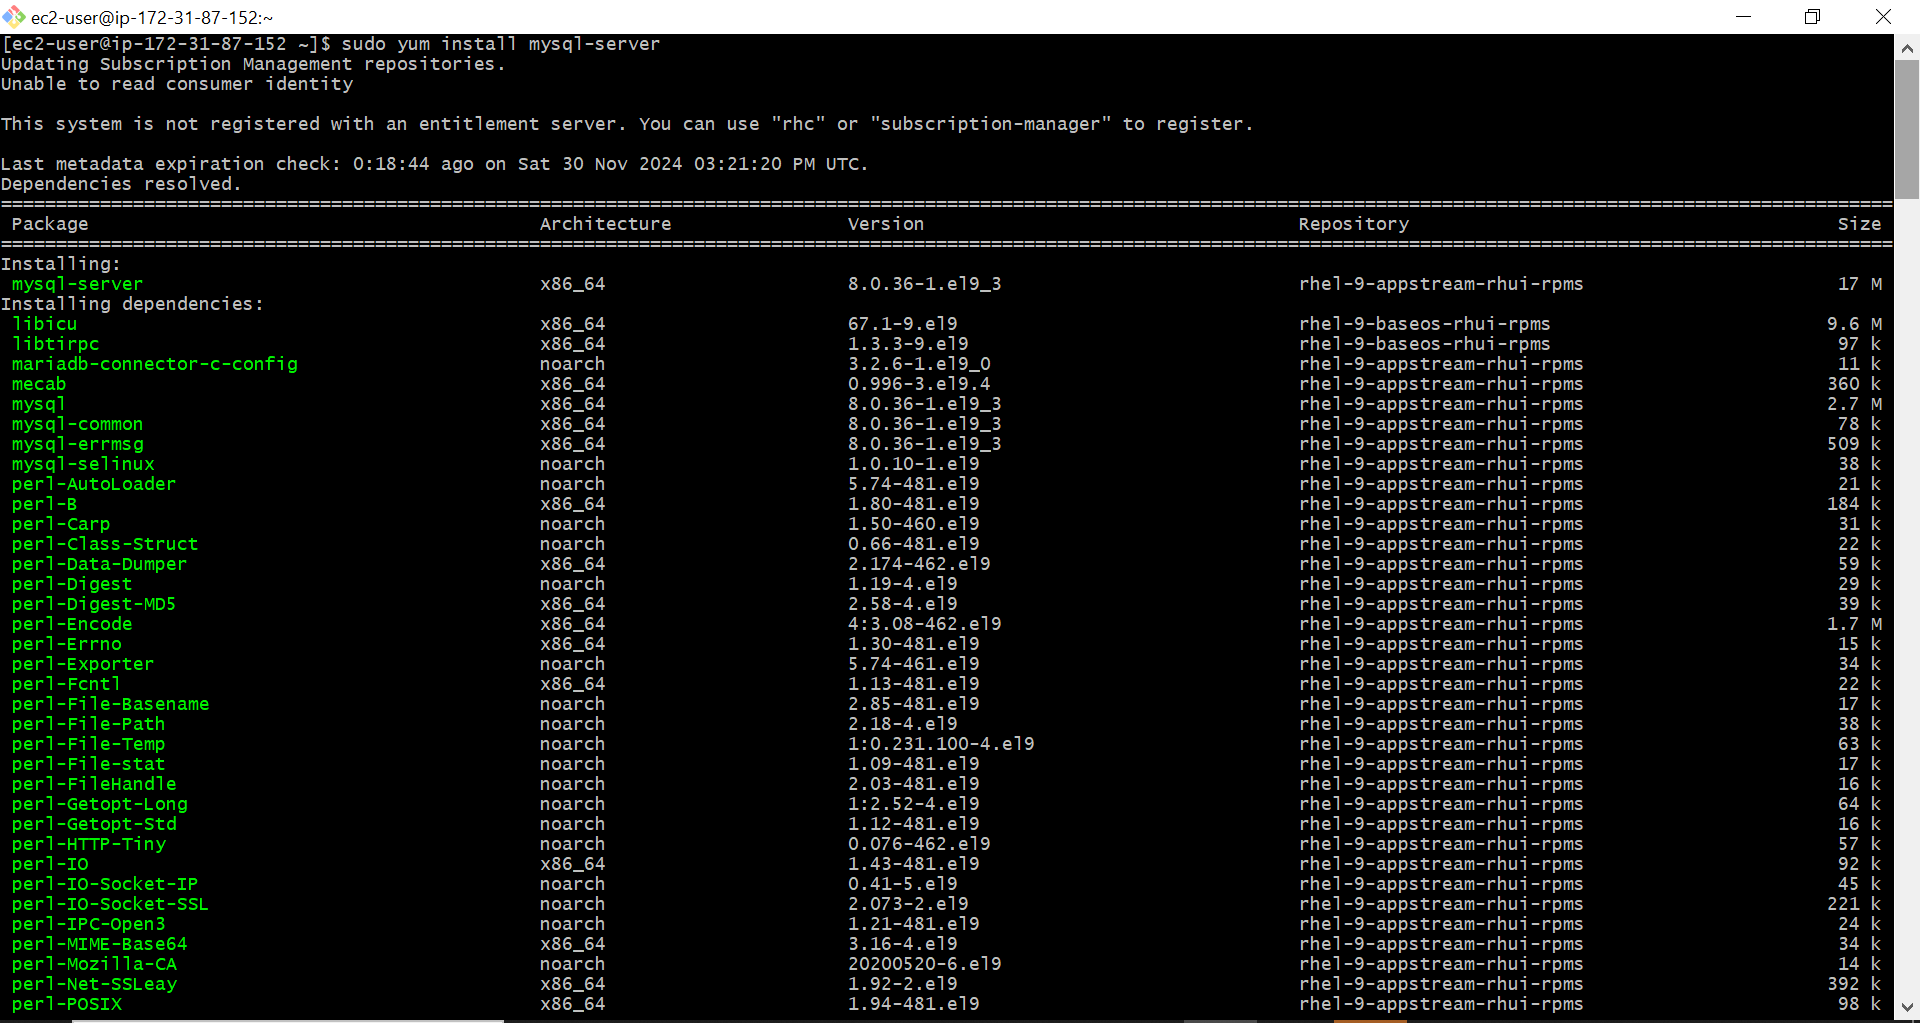 ec2-user@ip-172-31-87-152:~
[ec2-user@ip-172-31-87-152 ~]$ sudo yum install mysql-server
Updating Subscription Management repositories.
Unable to read consumer identity
This system is not registered with an entitlement server. You can use "rhc" or "subscription-manager" to register.
Last metadata expiration check: 0:18:44 ago on Sat 30 Nov 2024 03:21:20 PM UTC.
Dependencies resolved.
Package Architecture Version Repository Size
Installing:
mysql-server x86_64 8.0.36-1.el9_3 rhel-9-appstream-rhui-rpms 17 M
Installing dependencies:
libicu x86_64 67.1-9.el9 rhel-9-baseos-rhui-rpms 9.6 M
libtirpc x86_64 1.3.3-9.el9 rhel-9-baseos-rhui-rpms 97 k
mariadb-connector-c-config noarch 3.2.6-1.el9_0 rhel-9-appstream-rhui-rpms 11 k
mecab x86_64 0.996-3.el9.4 rhel-9-appstream-rhui-rpms 360 k
mysql x86_64 8.0.36-1.el9_3 rhel-9-appstream-rhui-rpms 2.7 M
mysql-common x86_64 8.0.36-1.el9_3 rhel-9-appstream-rhui-rpms 78 k
mysql-errmsg x86_64 8.0.36-1.el9_3 rhel-9-appstream-rhui-rpms 509 k
mysql-selinux noarch 1.0.10-1.el9 rhel-9-appstream-rhui-rpms 38 k
perl-AutoLoader noarch 5.74-481.el9 rhel-9-appstream-rhui-rpms 21 k
perl-B x86_64 1.80-481.el9 rhel-9-appstream-rhui-rpms 184 k
perl-Carp noarch 1.50-460.el9 rhel-9-appstream-rhui-rpms 31 k
perl-Class-Struct noarch 0.66-481.el9 rhel-9-appstream-rhui-rpms 22 k
perl-Data-Dumper x86_64 2.174-462.el9 rhel-9-appstream-rhui-rpms 59 k
perl-Digest noarch 1.19-4.el9 rhel-9-appstream-rhui-rpms 29 k
perl-Digest-MD5 x86_64 2.58-4.el9 rhel-9-appstream-rhui-rpms 39 k
perl-Encode x86_64 4:3.08-462.el9 rhel-9-appstream-rhui-rpms 1.7 M
perl-Errno x86_64 1.30-481.el9 rhel-9-appstream-rhui-rpms 15 k
perl-Exporter noarch 5.74-461.el9 rhel-9-appstream-rhui-rpms 34 k
perl-Fcntl x86_64 1.13-481.el9 rhel-9-appstream-rhui-rpms 22 k
perl-File-Basename noarch 2.85-481.el9 rhel-9-appstream-rhui-rpms 17 k
perl-File-Path noarch 2.18-4.el9 rhel-9-appstream-rhui-rpms 38 k
perl-File-Temp noarch 1:0.231.100-4.el9 rhel-9-appstream-rhui-rpms 63 k
perl-File-stat noarch 1.09-481.el9 rhel-9-appstream-rhui-rpms 17 k
perl-FileHandle noarch 2.03-481.el9 rhel-9-appstream-rhui-rpms 16 k
perl-Getopt-Long noarch 1:2.52-4.el9 rhel-9-appstream-rhui-rpms 64 k
perl-Getopt-Std noarch 1.12-481.el9 rhel-9-appstream-rhui-rpms 16 k
perl-HTTP-Tiny noarch 0.076-462.el9 rhel-9-appstream-rhui-rpms 57 k
perl-IO x86_64 1.43-481.el9 rhel-9-appstream-rhui-rpms 92 k
perl-IO-Socket-IP noarch 0.41-5.el9 rhel-9-appstream-rhui-rpms 45 k
perl-IO-Socket-SSL noarch 2.073-2.el9 rhel-9-appstream-rhui-rpms 221 k
perl-IPC-Open3 noarch 1.21-481.el9 rhel-9-appstream-rhui-rpms 24 k
perl-MIME-Base64 x86_64 3.16-4.el9 rhel-9-appstream-rhui-rpms 34 k
perl-Mozilla-CA noarch 20200520-6.el9 rhel-9-appstream-rhui-rpms 14 k
perl-Net-SSLeay x86_64 1.92-2.el9 rhel-9-appstream-rhui-rpms 392 k
perl-POSIX x86_64 1.94-481.el9 rhel-9-appstream-rhui-rpms 98 k